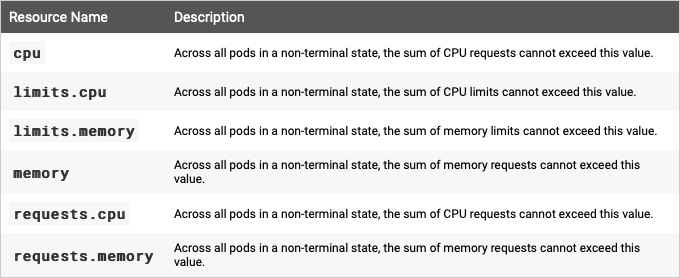 Resource Name Description
cpu Across all pods in a non-terminal state, the sum of CPU requests cannot exceed this value.
limits.cpu Across all pods in a non-terminal state, the sum of CPU limits cannot exceed this value.
limits.memory Across all pods in a non-terminal state, the sum of memory limits cannot exceed this value.
memory Across all pods in a non-terminal state, the sum of memory requests cannot exceed this
value.
requests.cpu Across all pods in a non-terminal state, the sum of CPU requests cannot exceed this value.
requests.memory Across all pods in a non-terminal state, the sum of memory requests cannot exceed this
value.